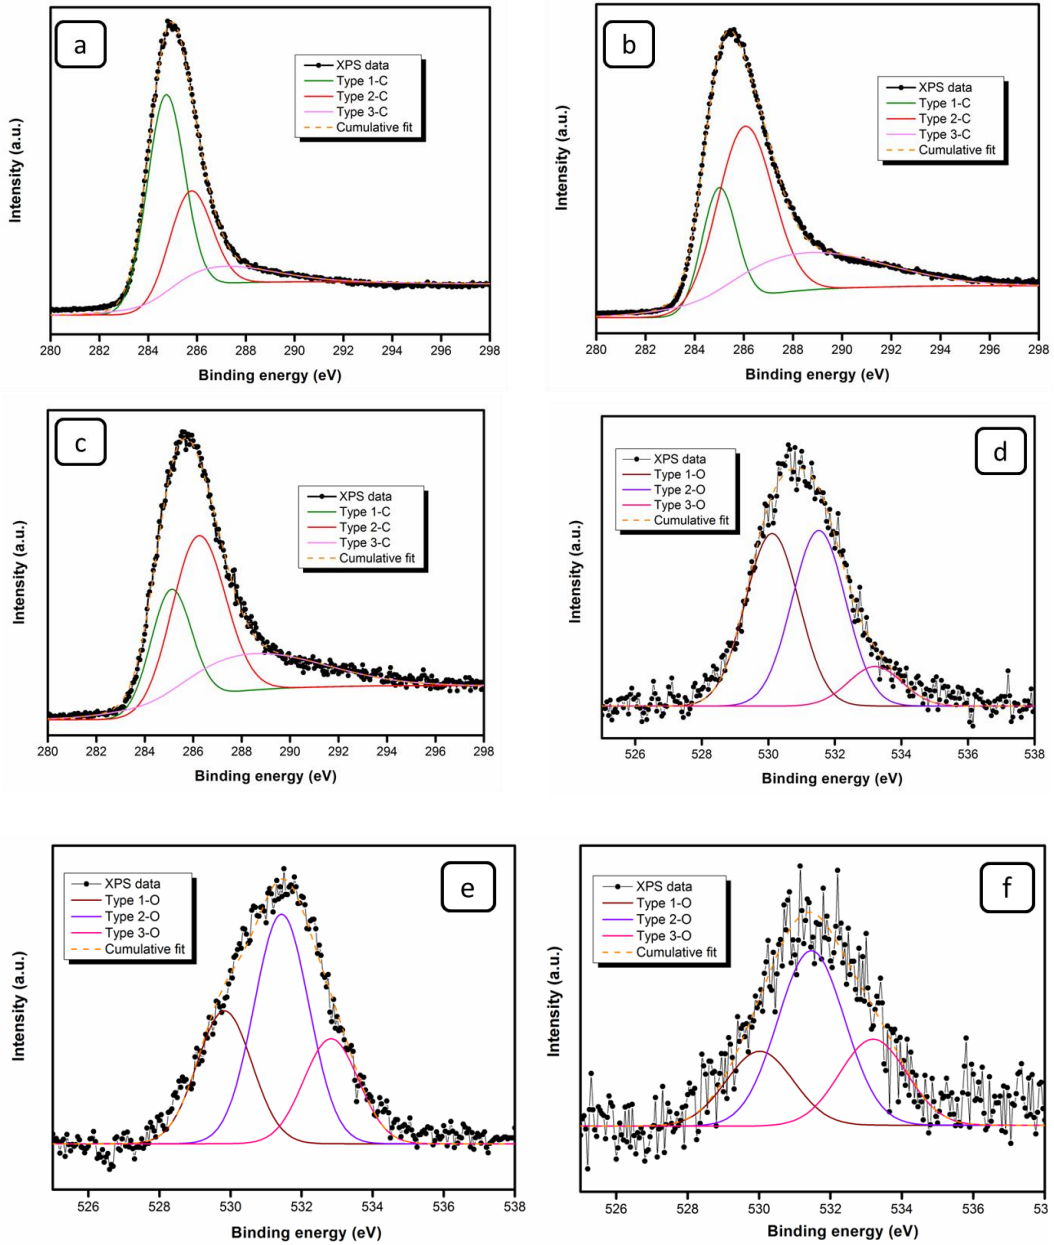 a
XPS data
Type 1-C
Type 2-C
Type 3-C
Cumulative fit
Intensity (a.u.)
280 282 284 286 288 290 292 294 296 298
Binding energy (eV)
b
XPS data
Type 1-C
Type 2-C
Type 3-C
Cumulative fit
Intensity (a.u.)
280 282 284 286 288 290 292 294 296 298
Binding energy (eV)
c
XPS data
Type 1-C
Type 2-C
Type 3-C
Cumulative fit
Intensity (a.u.)
280 282 284 286 288 290 292 294 296 298
Binding energy (eV)
d
XPS data
Type 1-O
Type 2-O
Type 3-O
Cumulative fit
Intensity (a.u.)
526 528 530 532 534 536 538
Binding energy (eV)
e
XPS data
Type 1-O
Type 2-O
Type 3-O
Cumulative fit
Intensity (a.u.)
526 528 530 532 534 536 538
Binding energy (eV)
f
XPS data
Type 1-O
Type 2-O
Type 3-O
Cumulative fit
Intensity (a.u.)
526 528 530 532 534 536 53
Binding energy (eV)